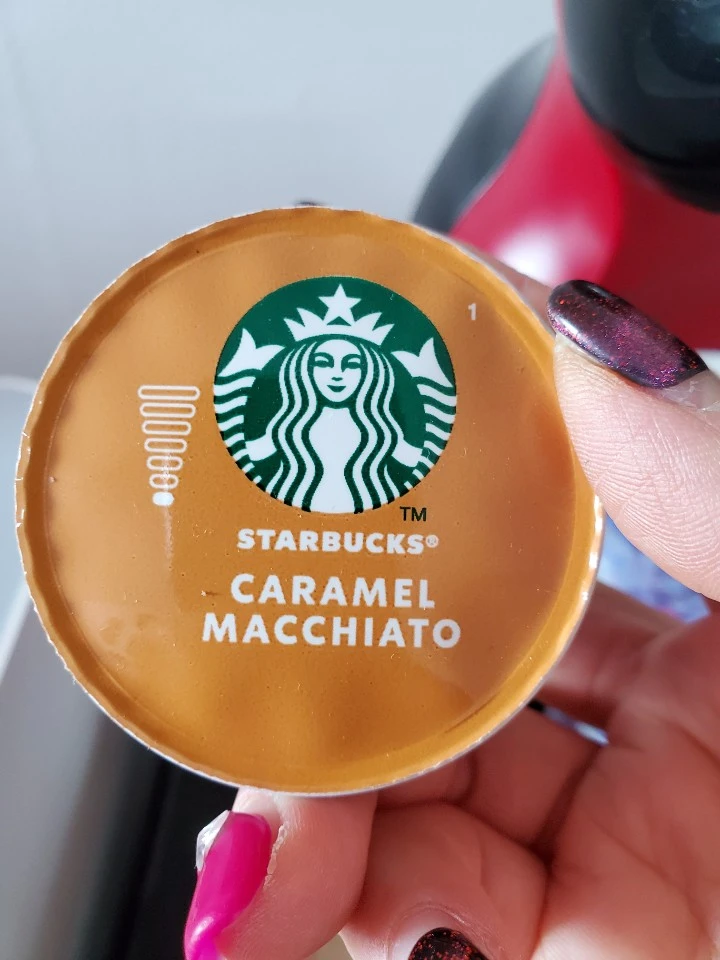 1
TM
STARBUCKS®
CARAMEL
MACCHIATO